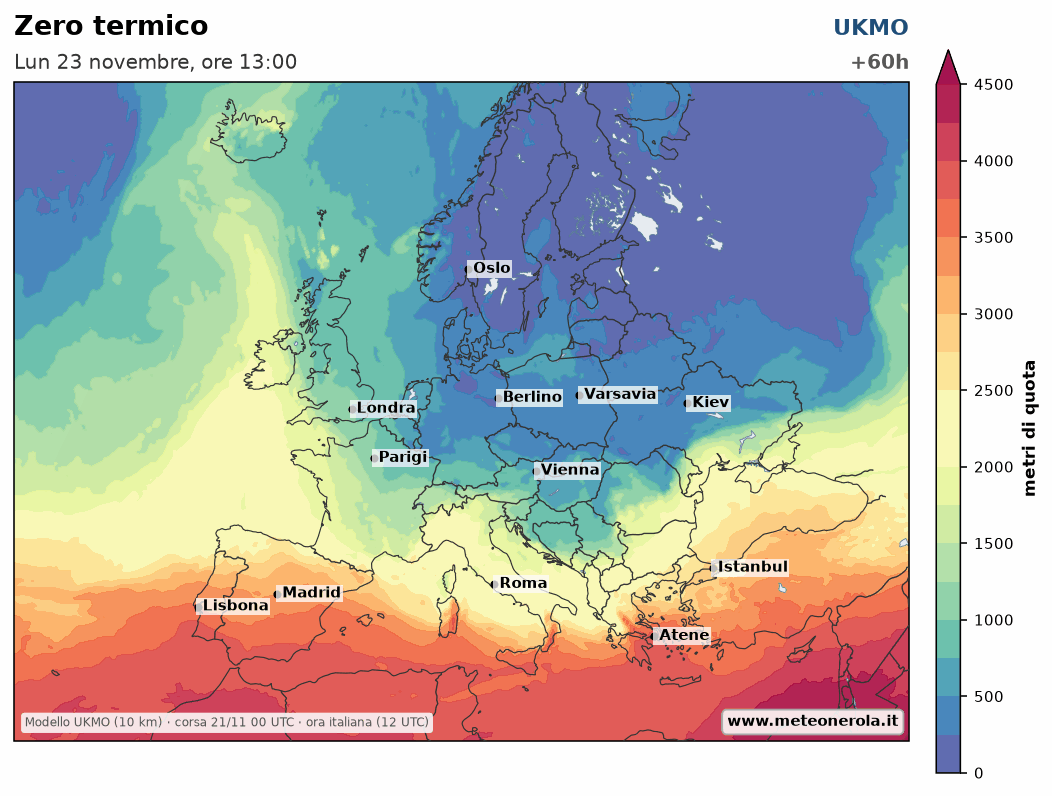 Zero termico
UKMO
Lun 23 novembre, ore 13:00
+60h
4500
4000
3500
3000
2500
2000
1500
1000
500
0
metri di quota
Oslo
Berlino
Varsavia
Kiev
Londra
Parigi
Vienna
Istanbul
Roma
Madrid
Lisbona
Atene
Modello UKMO (10 km) · corsa 21/11 00 UTC · ora italiana (12 UTC)
www.meteonerola.it